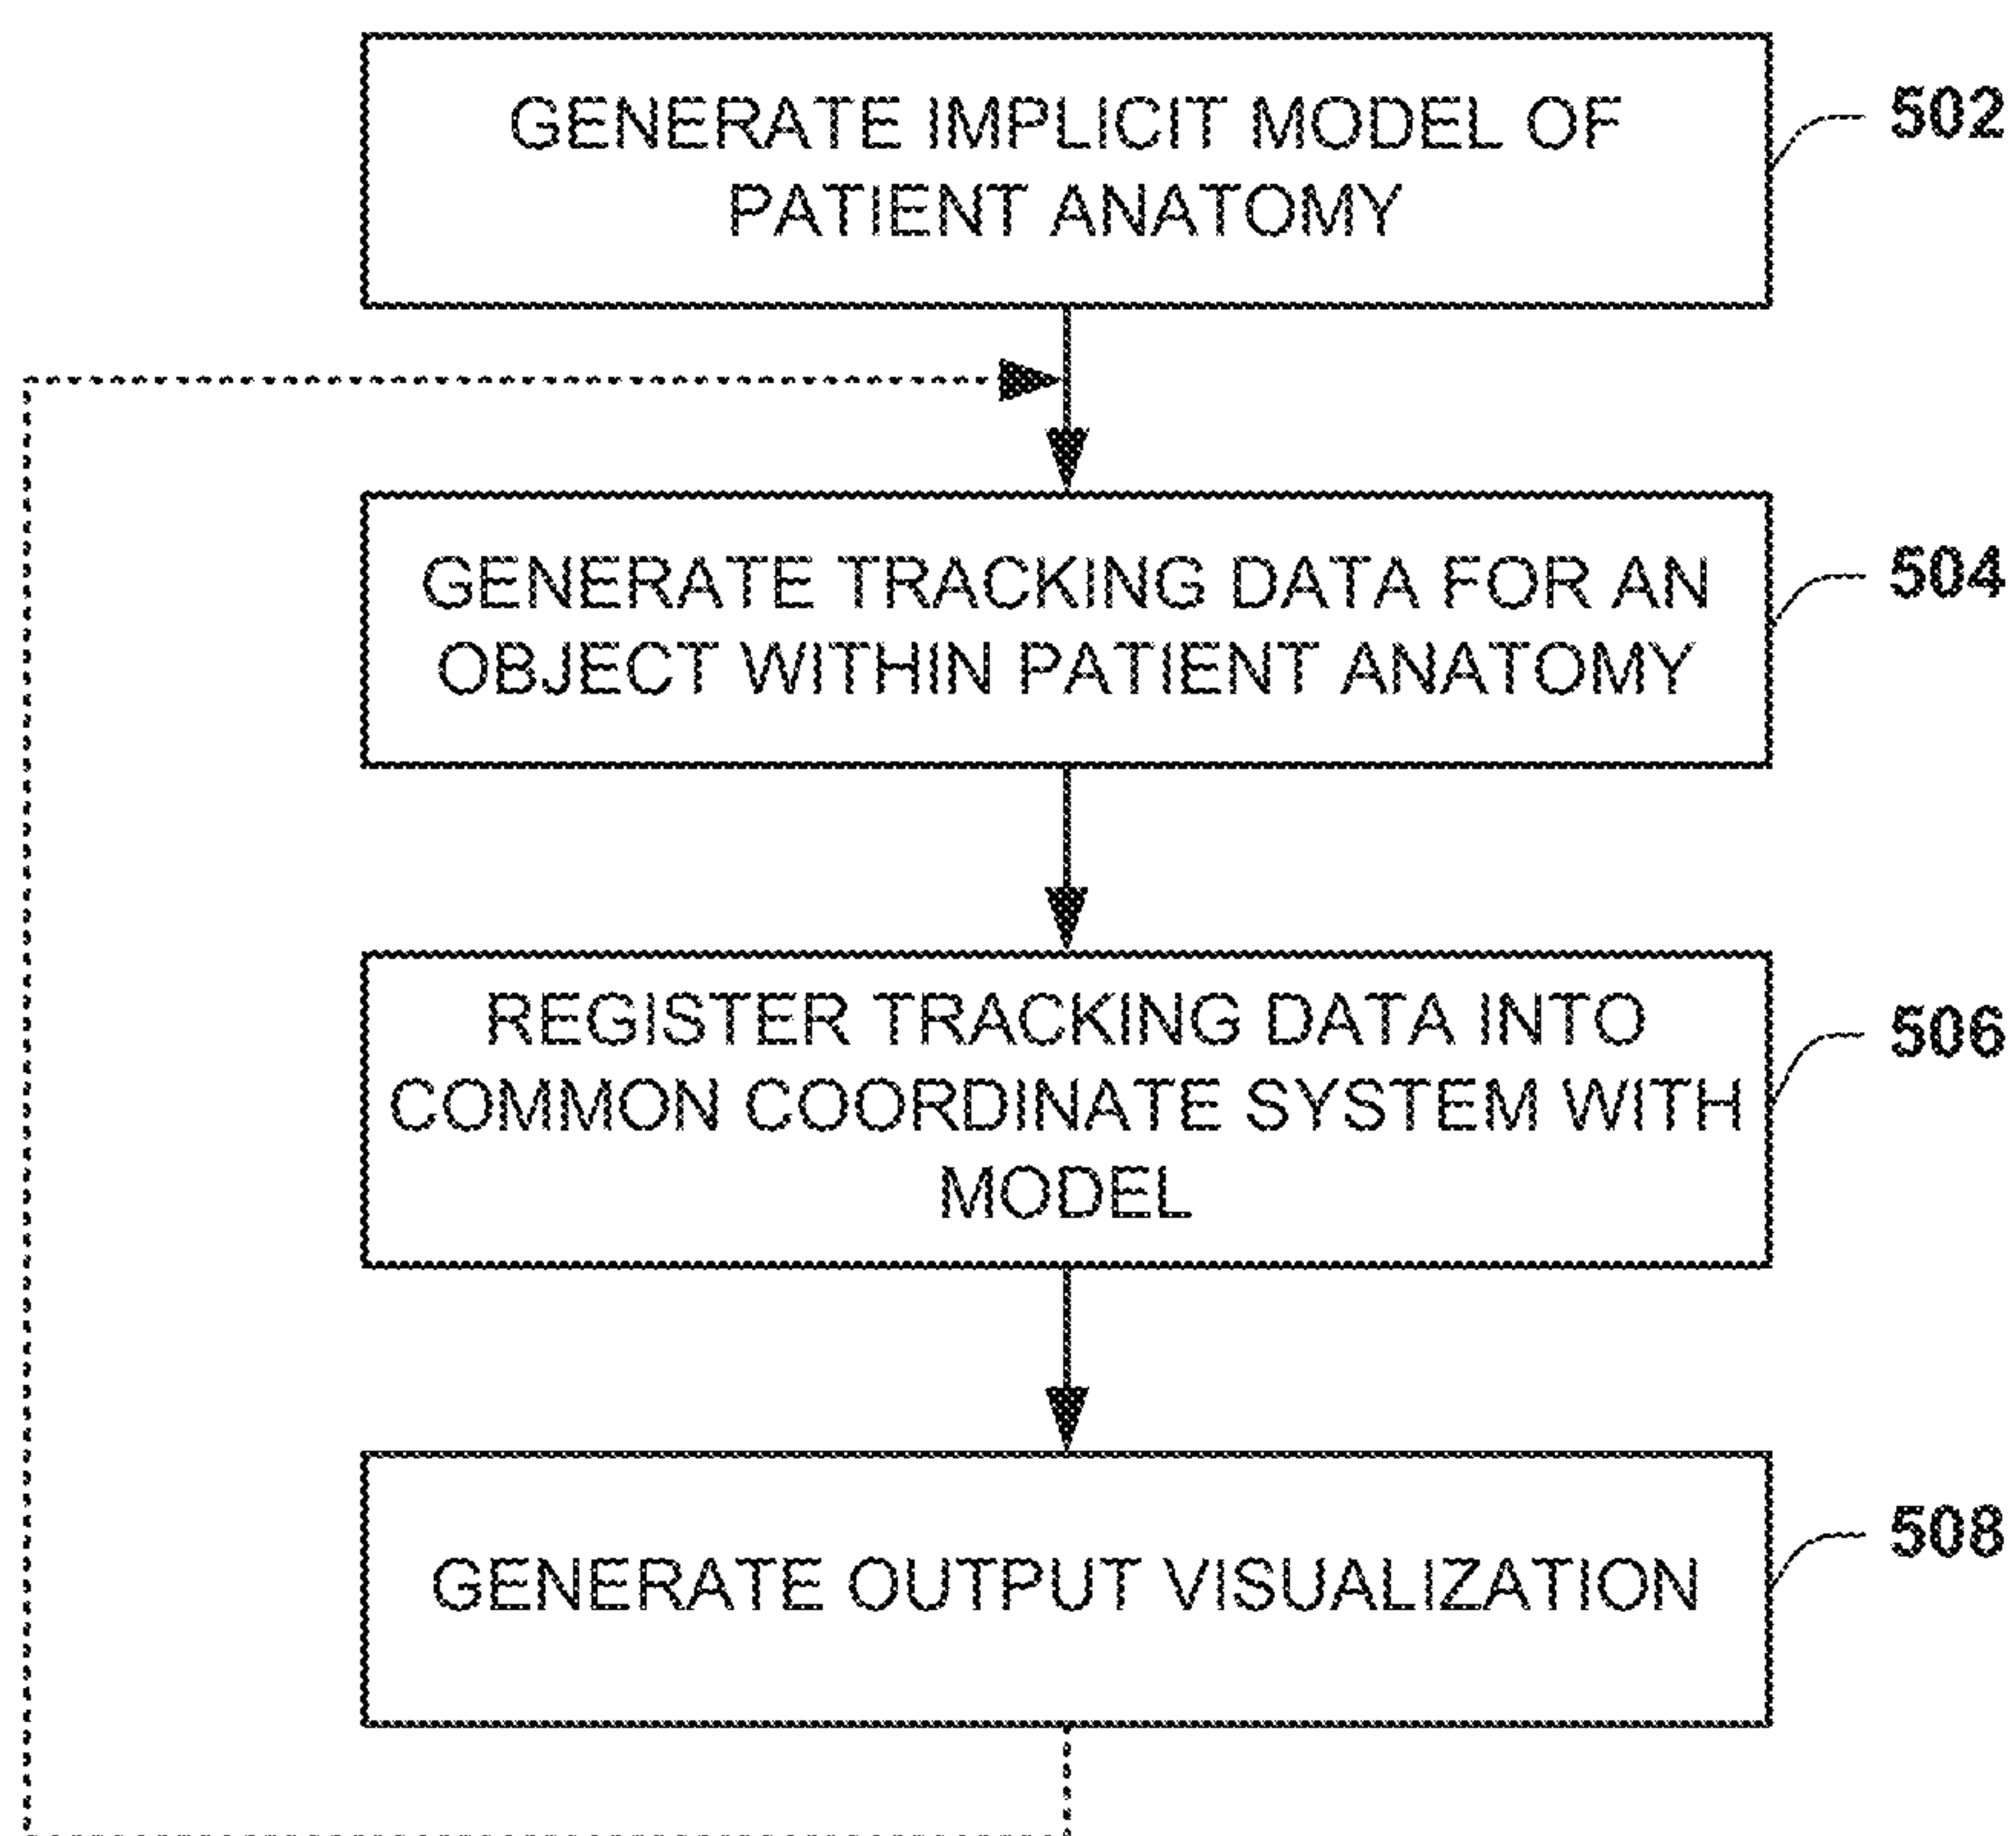 GENERATE IMPLICIT MODEL OF
PATIENT ANATOMY
502
GENERATE TRACKING DATA FOR AN
OBJECT WITHIN PATIENT ANATOMY
504
REGISTER TRACKING DATA INTO
COMMON COORDINATE SYSTEM WITH
MODEL
506
GENERATE OUTPUT VISUALIZATION
508